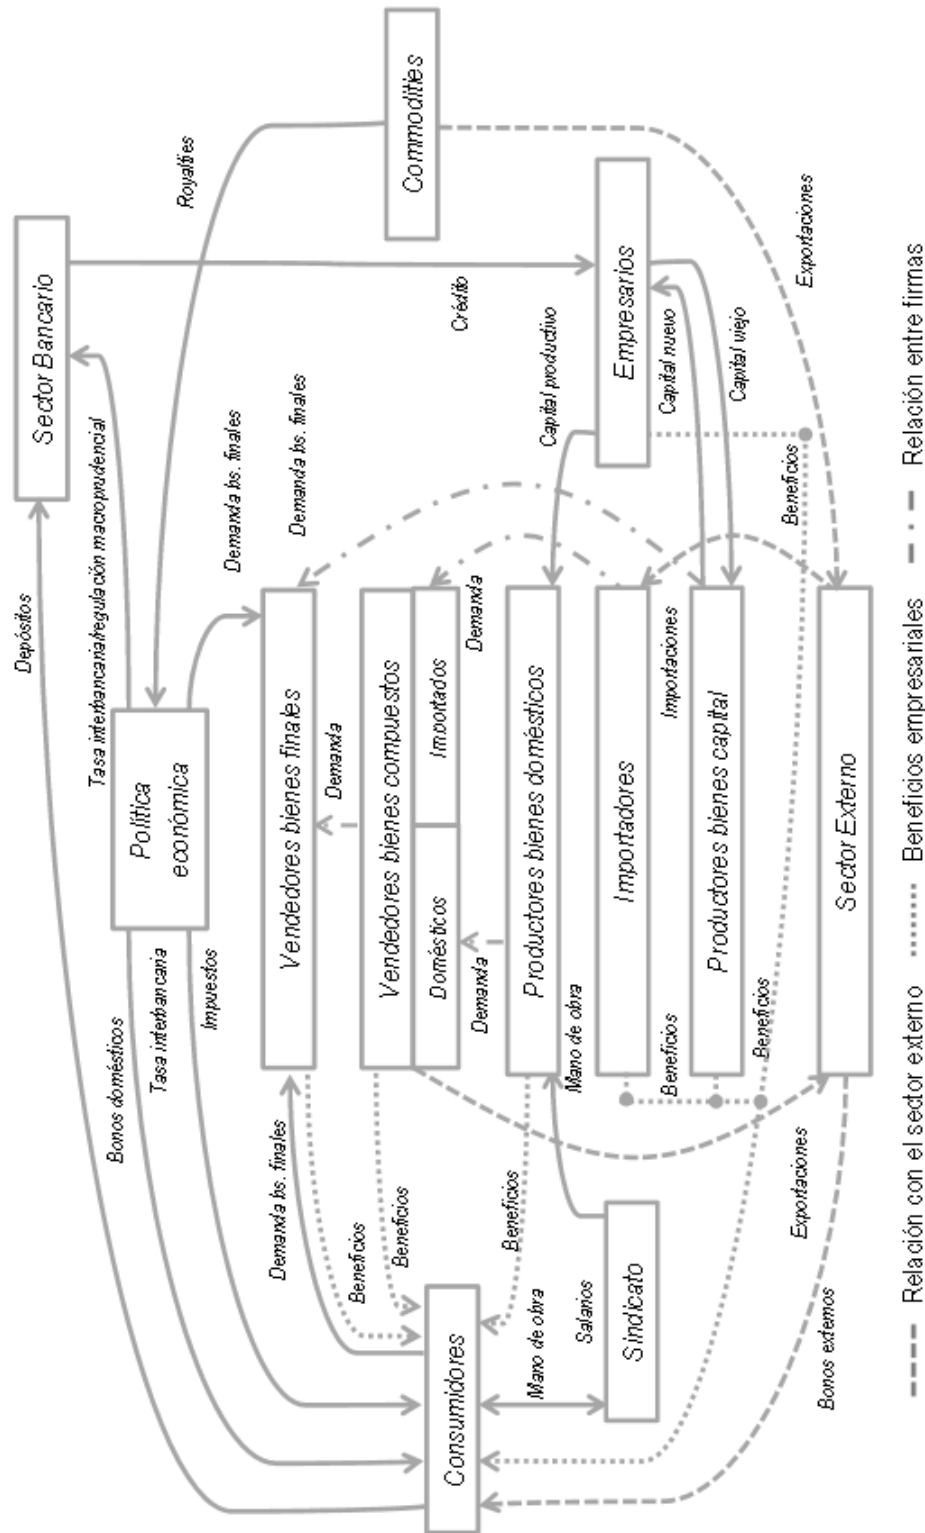 Depósitos
Sector Bancario
Bonos domésticos
Tasa interbancaria
Impuestos
Política
económica
Tasa interbancaria/regulación macroprudencial
Royalties
Crédito
Commodities
Demanda bs. finales
Vendedores bienes finales
Demanda bs. finales
Demanda bs. finales
Beneficios
Beneficios
Demanda
Vendedores bienes compuestos
Domésticos
Importados
Demanda
Demanda
Consumidores
Beneficios
Productores bienes domésticos
Capital productivo
Mano de obra
Mano de obra
Salarios
Sindicato
Importadores
Empresarios
Beneficios
Importaciones
Capital nuevo
Productores bienes capital
Capital viejo
Beneficios
Beneficios
Exportaciones
Exportaciones
Sector Externo
Bonos externos
Relación con el sector externo
Beneficios empresariales
Relación entre firmas